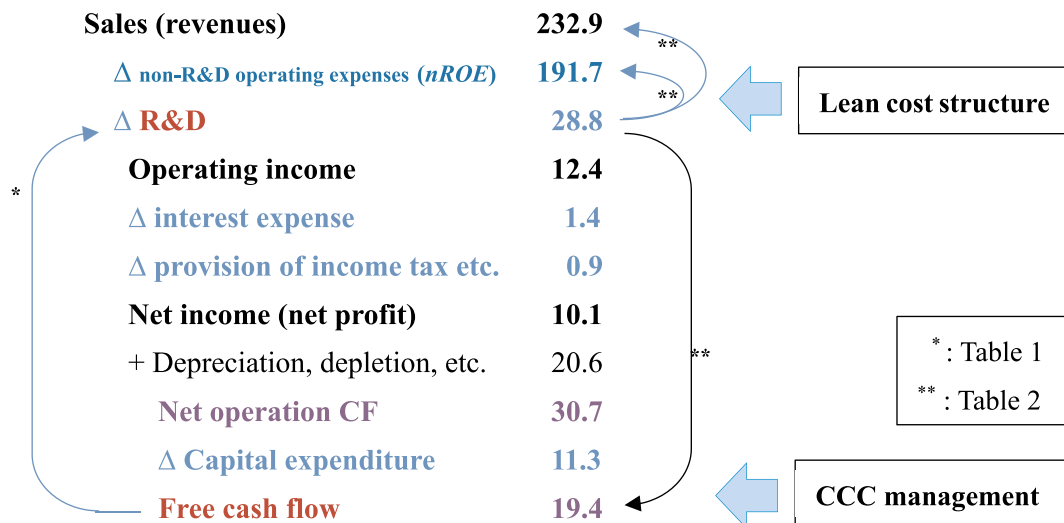 Sales (revenues) 232.9
**
Δ non-R&D operating expenses (nROE) 191.7
**
Lean cost structure
Δ R&D 28.8
Operating income 12.4
*
Δ interest expense 1.4
Δ provision of income tax etc. 0.9
Net income (net profit) 10.1
+ Depreciation, depletion, etc. 20.6
**
* : Table 1
** : Table 2
Net operation CF 30.7
Δ Capital expenditure 11.3
Free cash flow 19.4
CCC management